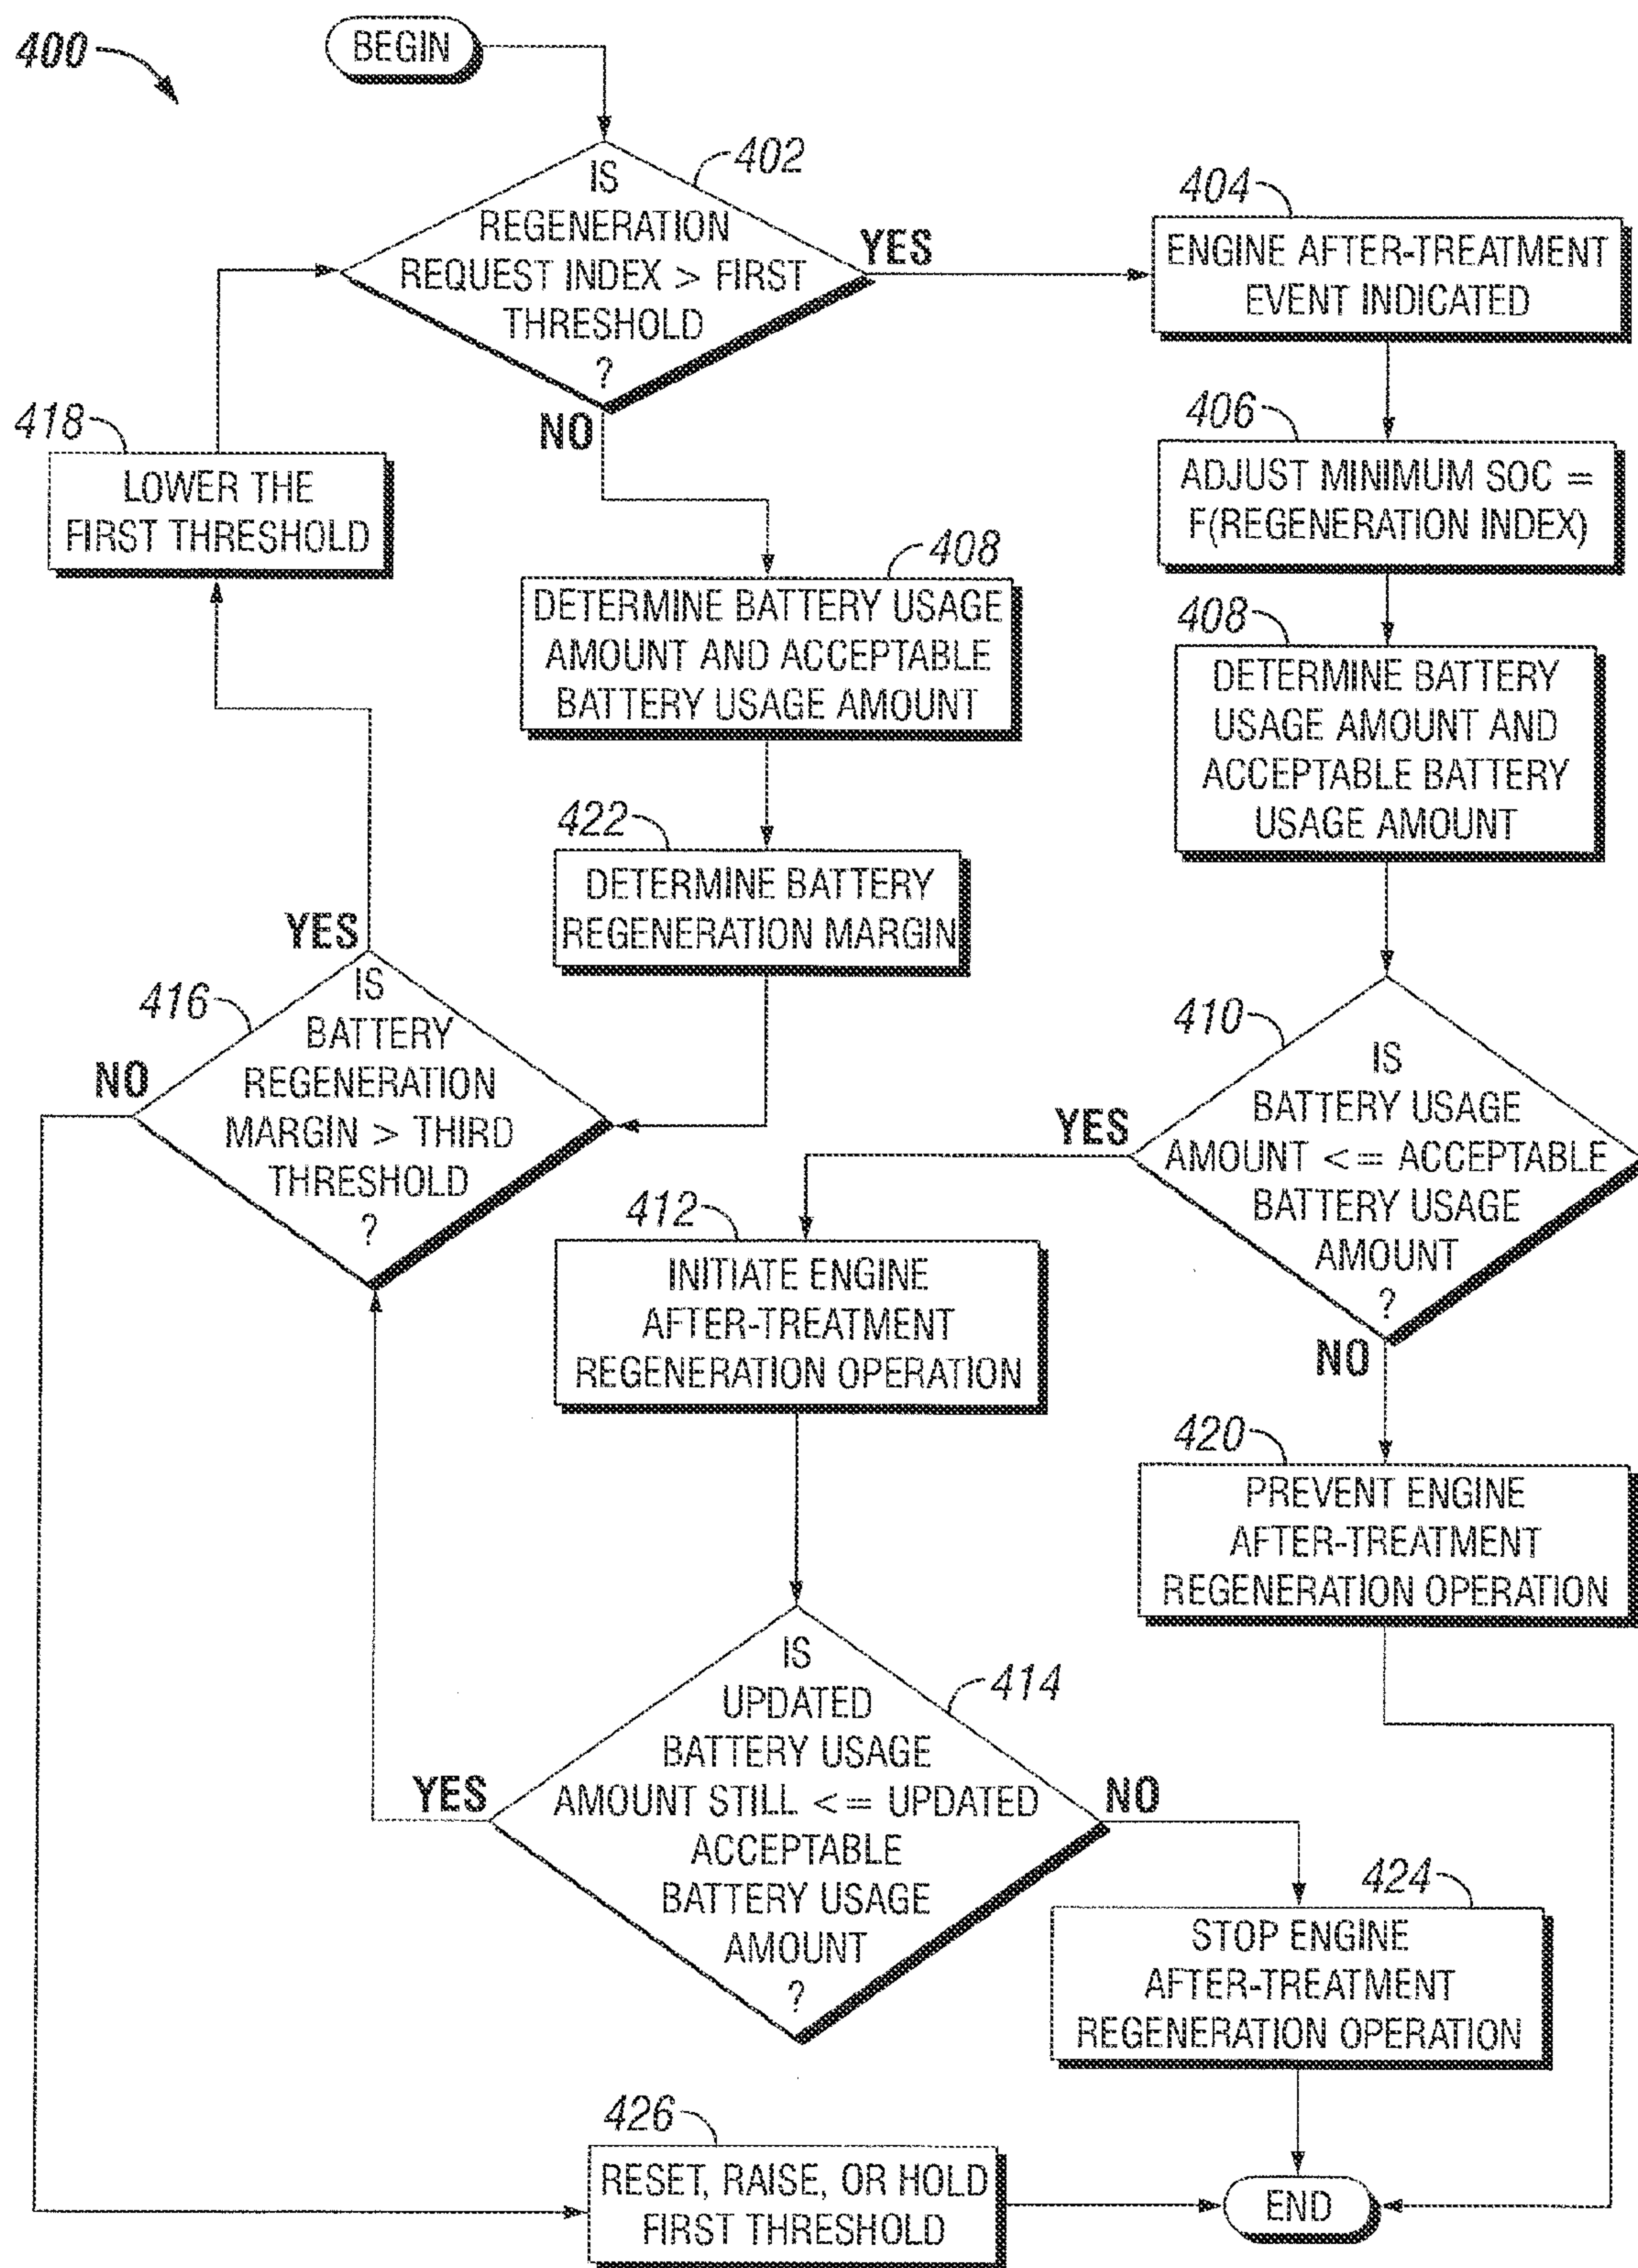 400
BEGIN
402
IS
REGENERATION
REQUEST INDEX > FIRST
THRESHOLD
?
YES
NO
404
ENGINE AFTER-TREATMENT
EVENT INDICATED
406
ADJUST MINIMUM SOC =
F(REGENERATION INDEX)
418
LOWER THE
FIRST THRESHOLD
408
DETERMINE BATTERY USAGE
AMOUNT AND ACCEPTABLE
BATTERY USAGE AMOUNT
408
DETERMINE BATTERY
USAGE AMOUNT AND
ACCEPTABLE BATTERY
USAGE AMOUNT
422
DETERMINE BATTERY
REGENERATION MARGIN
YES
416
NO
IS
BATTERY
REGENERATION
MARGIN > THIRD
THRESHOLD
?
410
YES
IS
BATTERY USAGE
AMOUNT <= ACCEPTABLE
BATTERY USAGE
AMOUNT
?
NO
412
INITIATE ENGINE
AFTER-TREATMENT
REGENERATION OPERATION
420
PREVENT ENGINE
AFTER-TREATMENT
REGENERATION OPERATION
414
IS
UPDATED
BATTERY USAGE
AMOUNT STILL <= UPDATED
ACCEPTABLE
BATTERY USAGE
AMOUNT
?
YES
NO
424
STOP ENGINE
AFTER-TREATMENT
REGENERATION OPERATION
426
RESET, RAISE, OR HOLD
FIRST THRESHOLD
END